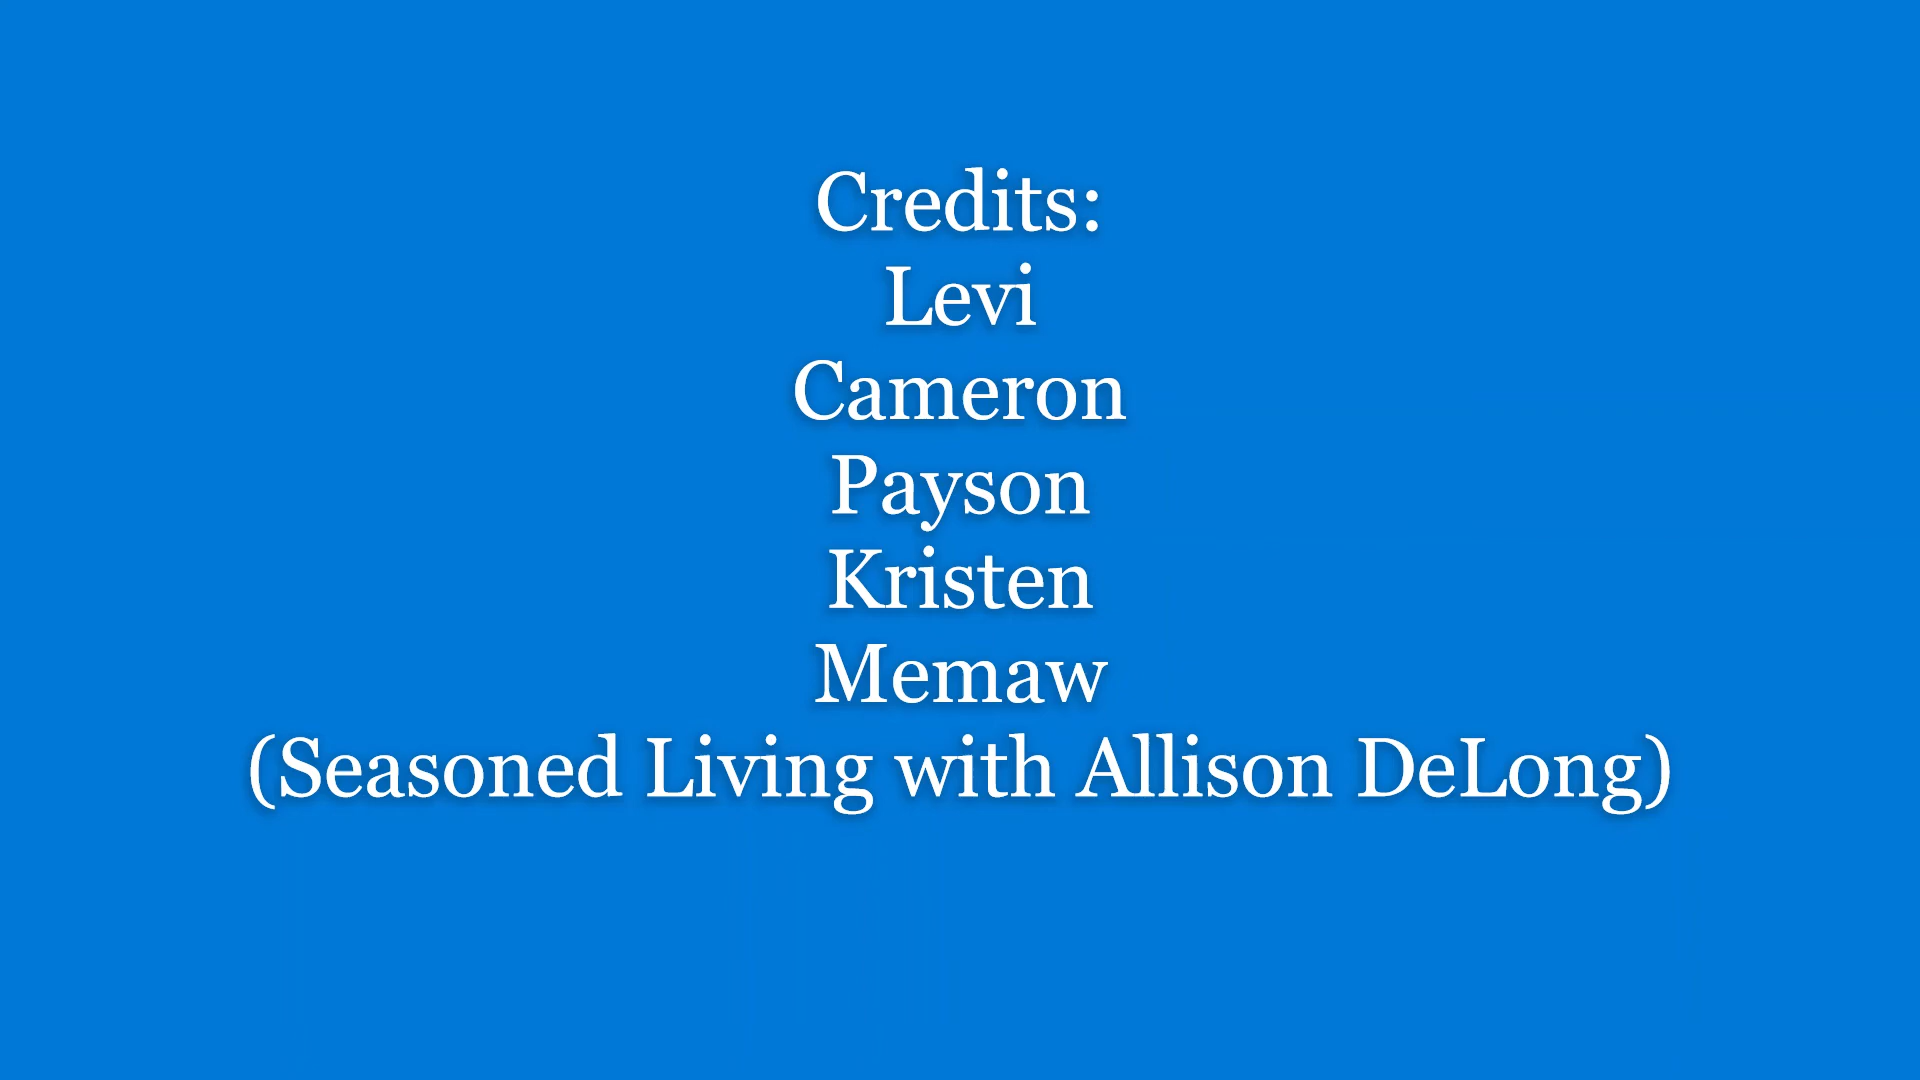 Credits:
Levi
Cameron
Payson
Kristen
Memaw
(Seasoned Living with Allison DeLong)